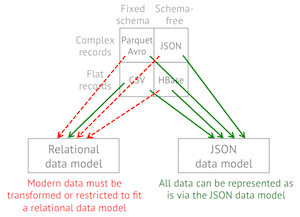 Fixed Schema-
schema free
Complex
records
Parquet
Avro
JSON
Flat
records
CSV
HBase
Relational
data model
JSON
data model
Modern data must be
transformed or restricted to fit
a relational data model
All data can be represented as
is via the JSON data model